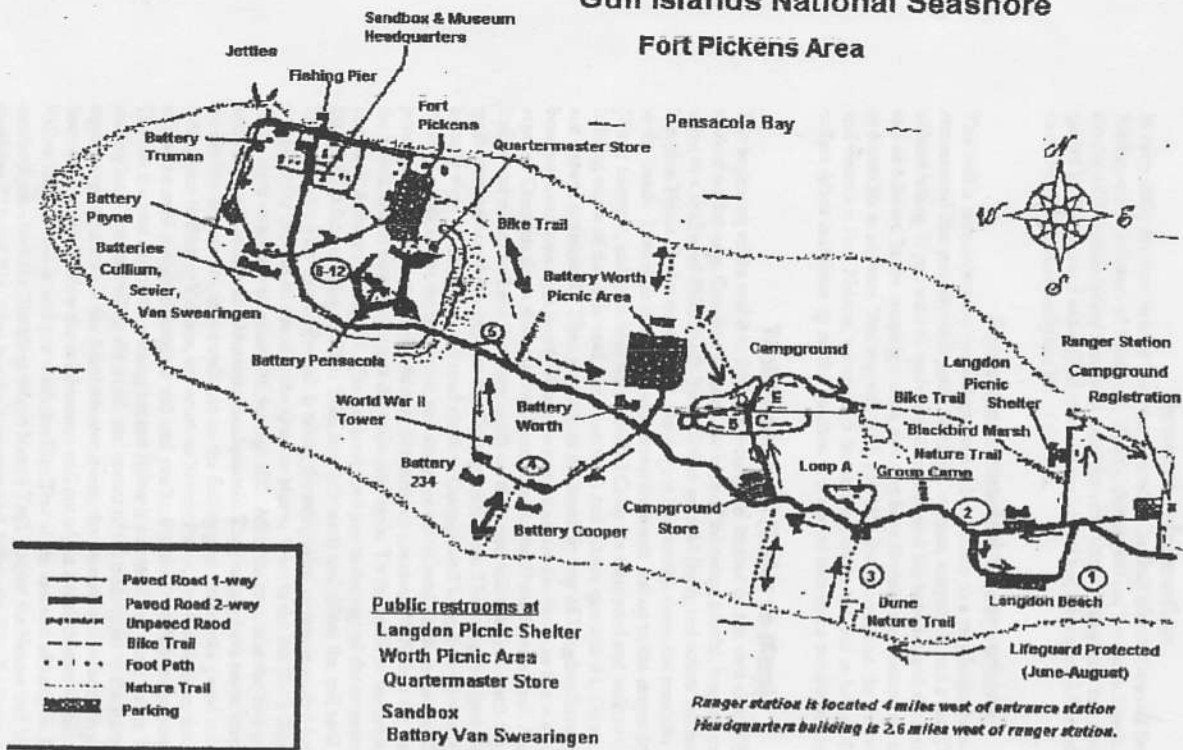 Gulf Islands National Seashore
Fort Pickens Area
Sandbox & Museum
Headquarters
Jetties
Fishing Pier
Fort
Pickens
Pensacola Bay
Battery
Truman
Quartermaster Store
N
W
E
S
Battery
Payne
Bike Trail
Batteries
Cullium,
Sevier,
Van Swearingen
8-12
Battery Worth
Picnic Area
Battery Pensacola
5
Campground
Langdon
Picnic
Shelter
Ranger Station
Campground
Registration
World War II
Tower
Battery
Worth
D
E
B
C
Bike Trail
Blackbird Marsh
Nature Trail
Battery
234
4
Loop A
Group Camp
Battery Cooper
Campground
Store
2
3
1
Dune
Nature Trail
Langdon Beach
Lifeguard Protected
(June-August)
Paved Road 1-way
Paved Road 2-way
Unpaved Raod
Bike Trail
Foot Path
Nature Trail
Parking
Public restrooms at
Langdon Picnic Shelter
Worth Picnic Area
Quartermaster Store
Sandbox
Battery Van Swearingen
Ranger station is located 4 miles west of entrance station
Headquarters building is 2.6 miles west of ranger station.